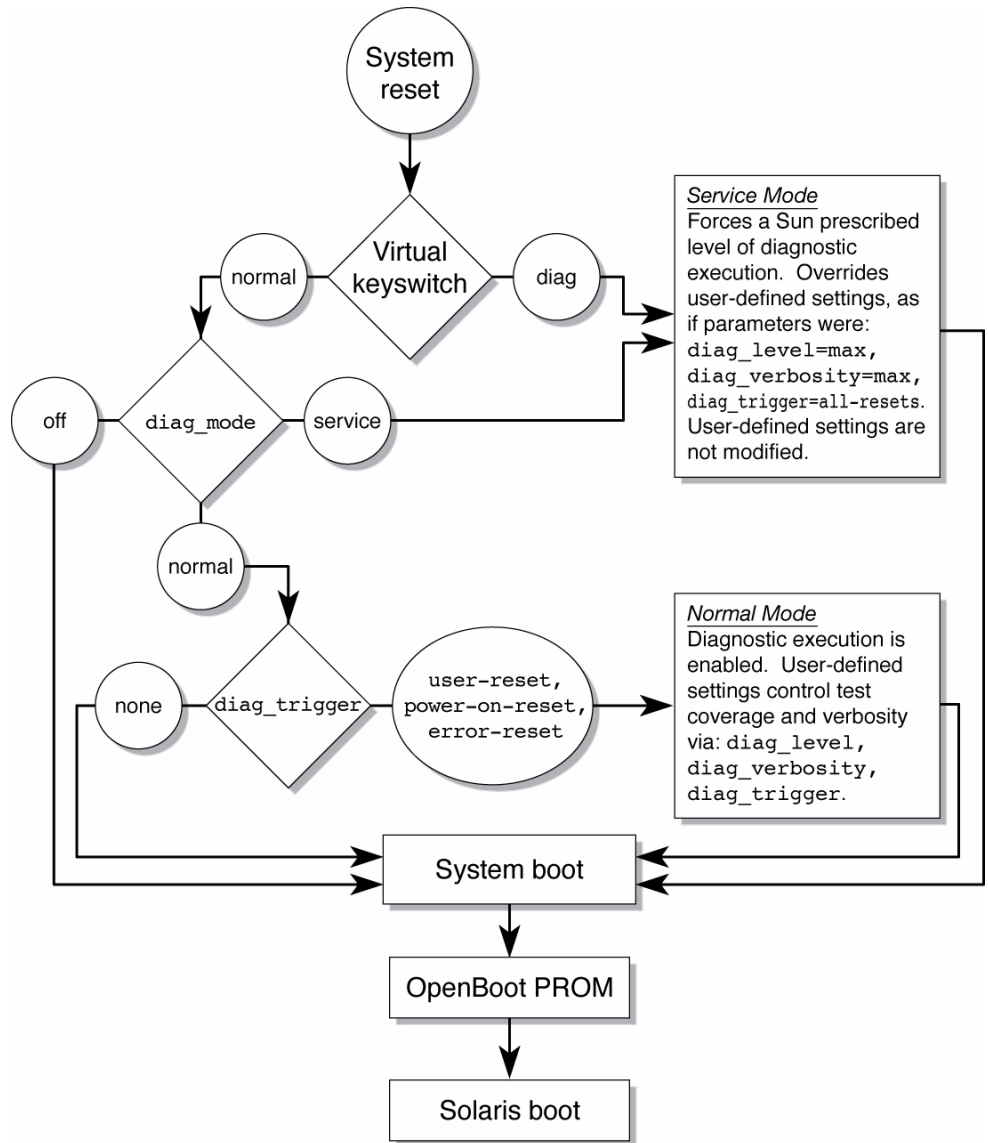 System
reset
Virtual
keyswitch
normal
diag
Service Mode
Forces a Sun prescribed
level of diagnostic
execution.  Overrides
user-defined settings, as
if parameters were:
diag_level=max,
diag_verbosity=max,
diag_trigger=all-resets.
User-defined settings are
not modified.
off
diag_mode
service
normal
none
diag_trigger
user-reset,
power-on-reset,
error-reset
Normal Mode
Diagnostic execution is
enabled.  User-defined
settings control test
coverage and verbosity
via: diag_level,
diag_verbosity,
diag_trigger.
System boot
OpenBoot PROM
Solaris boot